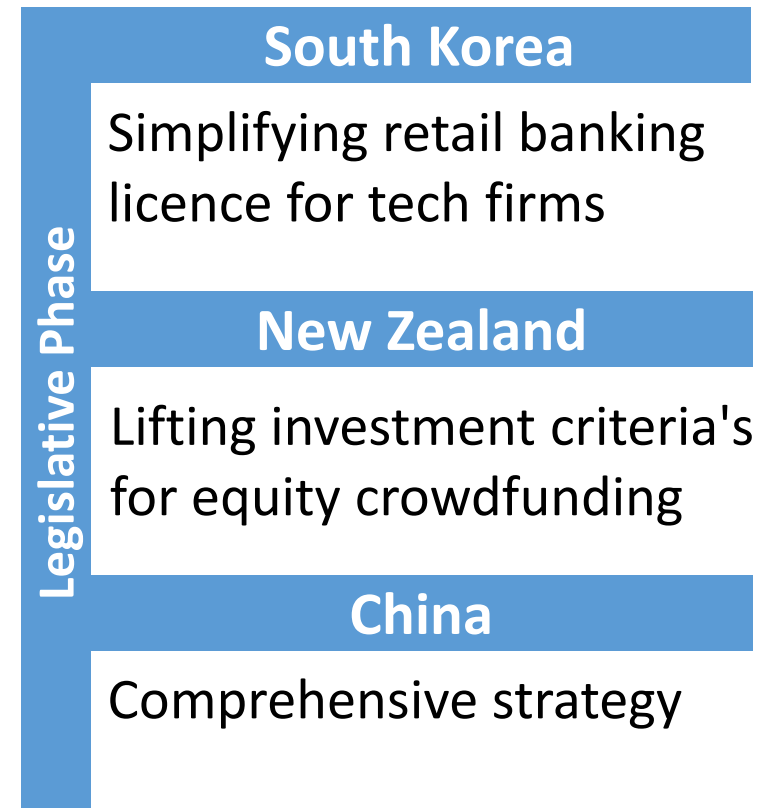 Legislative Phase
South Korea
Simplifying retail banking
licence for tech firms
New Zealand
Lifting investment criteria's
for equity crowdfunding
China
Comprehensive strategy